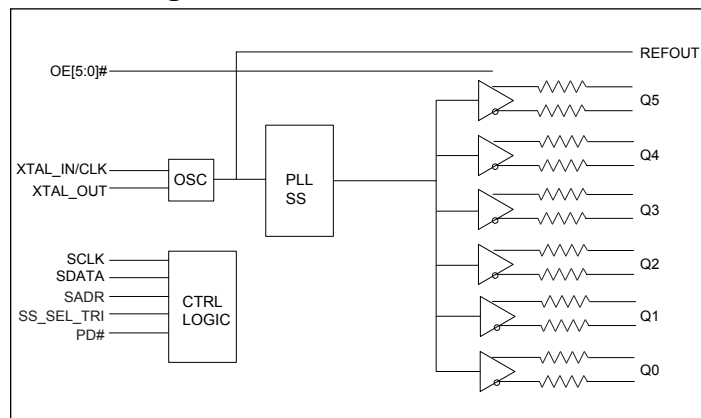 REFOUT
OE[5:0]#
Q5
XTAL_IN/CLK
XTAL_OUT
OSC
PLL
SS
Q4
Q3
SCLK
SDATA
SADR
SS_SEL_TRI
PD#
CTRL
LOGIC
Q2
Q1
Q0